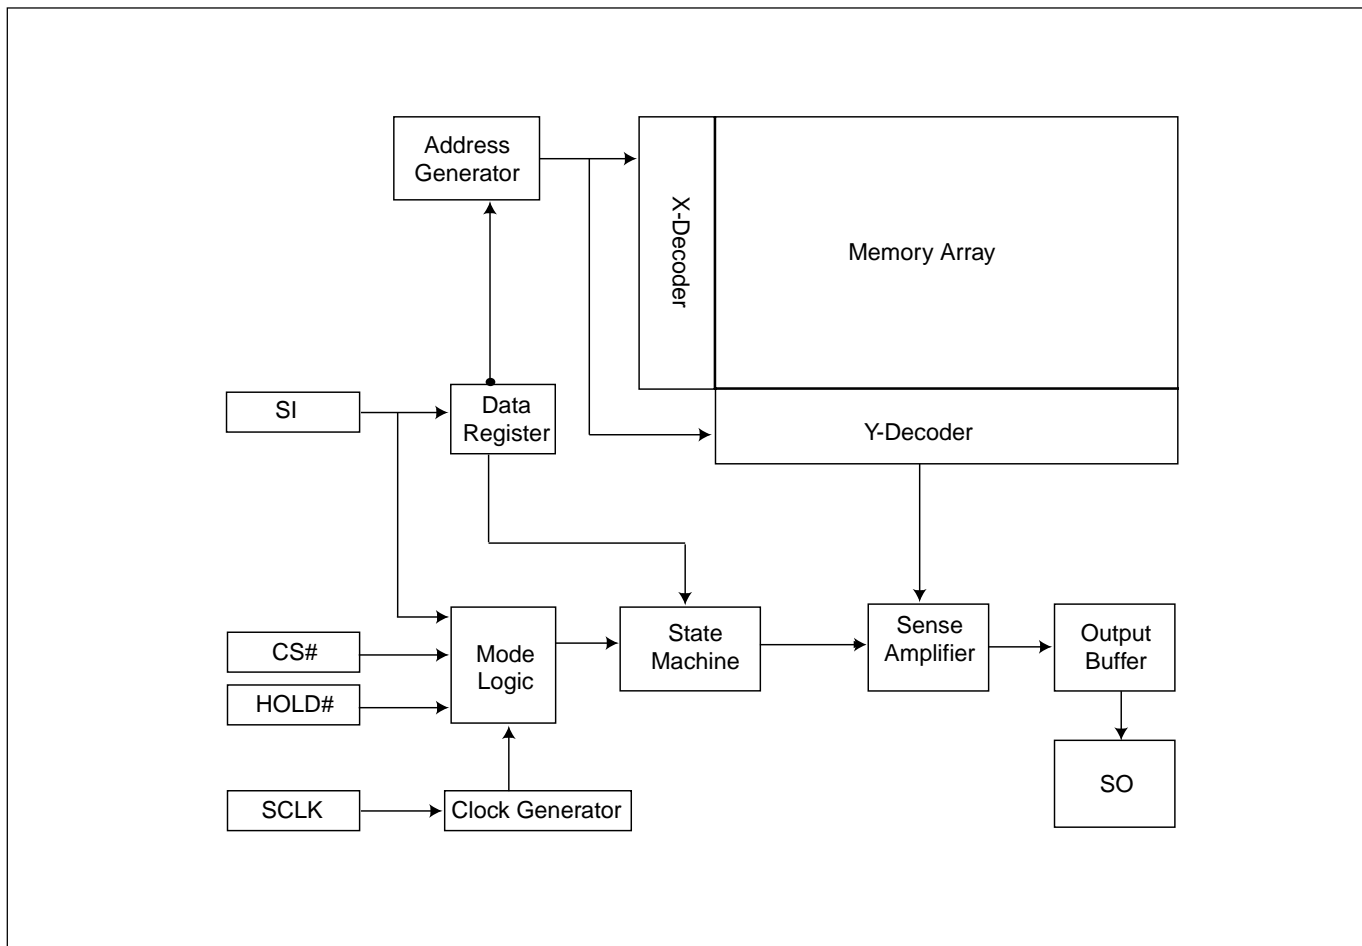 Address
Generator
X-Decoder
Memory Array
SI
Data
Register
Y-Decoder
CS#
HOLD#
Mode
Logic
State
Machine
Sense
Amplifier
Output
Buffer
SCLK
Clock Generator
SO